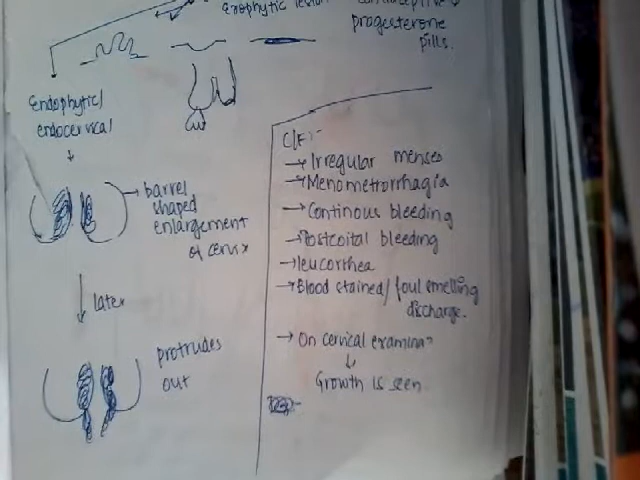 Exophytic lesion
progesterone
pills.
Endophytic/
endocervical
barrel
shaped
enlargement
of cervix
later
protrudes
out
C/F:-
→ Irregular menses
→ Menometrorrhagia
→ Continous bleeding
→ Postcoital bleeding
→ leucorrhea
→ Blood stained/ foul smelling
discharge.
→ On cervical examinaⁿ
Growth is seen